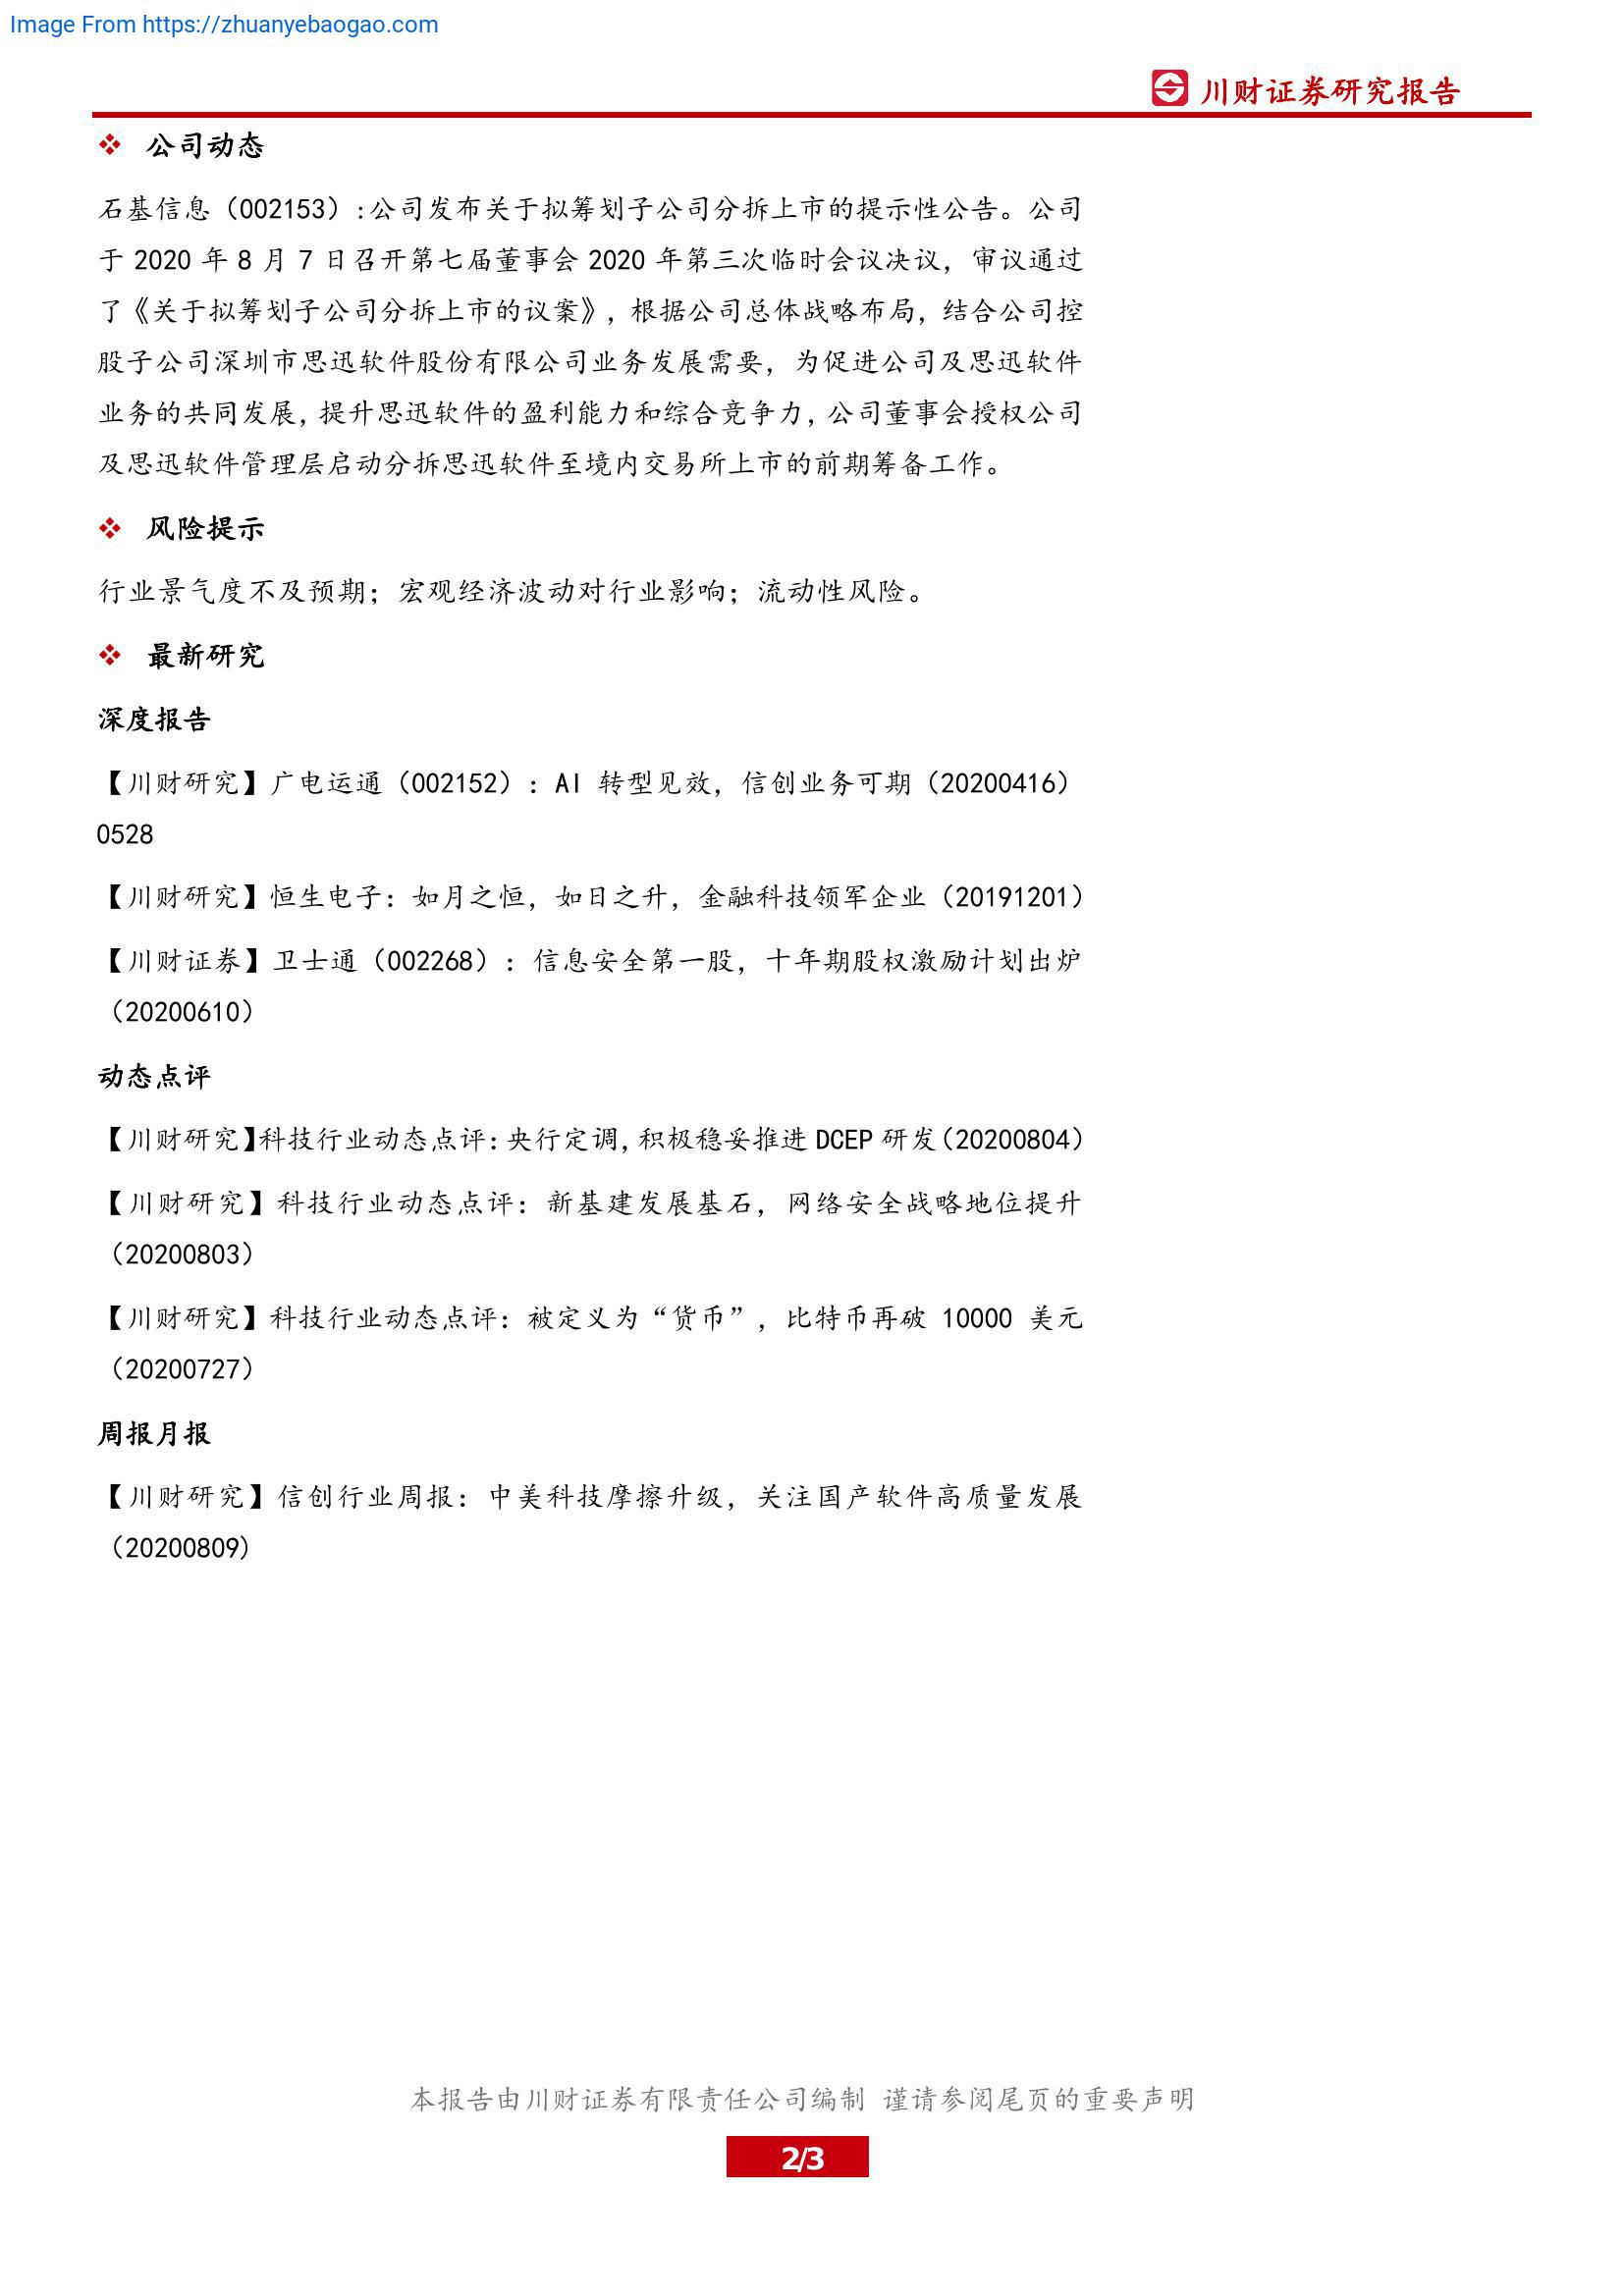 Image From https://zhuanyebaogao.com
川财证券研究报告
❖ 公司动态
石基信息（002153）:公司发布关于拟筹划子公司分拆上市的提示性公告。公司
于 2020 年 8 月 7 日召开第七届董事会 2020 年第三次临时会议决议，审议通过
了《关于拟筹划子公司分拆上市的议案》，根据公司总体战略布局，结合公司控
股子公司深圳市思迅软件股份有限公司业务发展需要，为促进公司及思迅软件
业务的共同发展，提升思迅软件的盈利能力和综合竞争力，公司董事会授权公司
及思迅软件管理层启动分拆思迅软件至境内交易所上市的前期筹备工作。
❖ 风险提示
行业景气度不及预期；宏观经济波动对行业影响；流动性风险。
❖ 最新研究
深度报告
【川财研究】广电运通（002152）：AI 转型见效，信创业务可期（20200416）
0528
【川财研究】恒生电子：如月之恒，如日之升，金融科技领军企业（20191201）
【川财证券】卫士通（002268）：信息安全第一股，十年期股权激励计划出炉
（20200610）
动态点评
【川财研究】科技行业动态点评：央行定调，积极稳妥推进 DCEP 研发（20200804）
【川财研究】科技行业动态点评：新基建发展基石，网络安全战略地位提升
（20200803）
【川财研究】科技行业动态点评：被定义为“货币”，比特币再破 10000 美元
（20200727）
周报月报
【川财研究】信创行业周报：中美科技摩擦升级，关注国产软件高质量发展
（20200809)
本报告由川财证券有限责任公司编制 谨请参阅尾页的重要声明
2/3